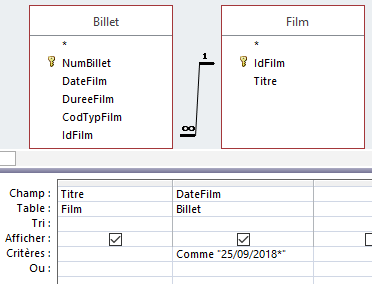 Billet
*
NumBillet
DateFilm
DureeFilm
CodTypFilm
IdFilm
1
∞
Film
*
IdFilm
Titre
Champ : Titre DateFilm
Table : Film Billet
Tri :
Afficher :
Critères : Comme "25/09/2018*"
Ou :